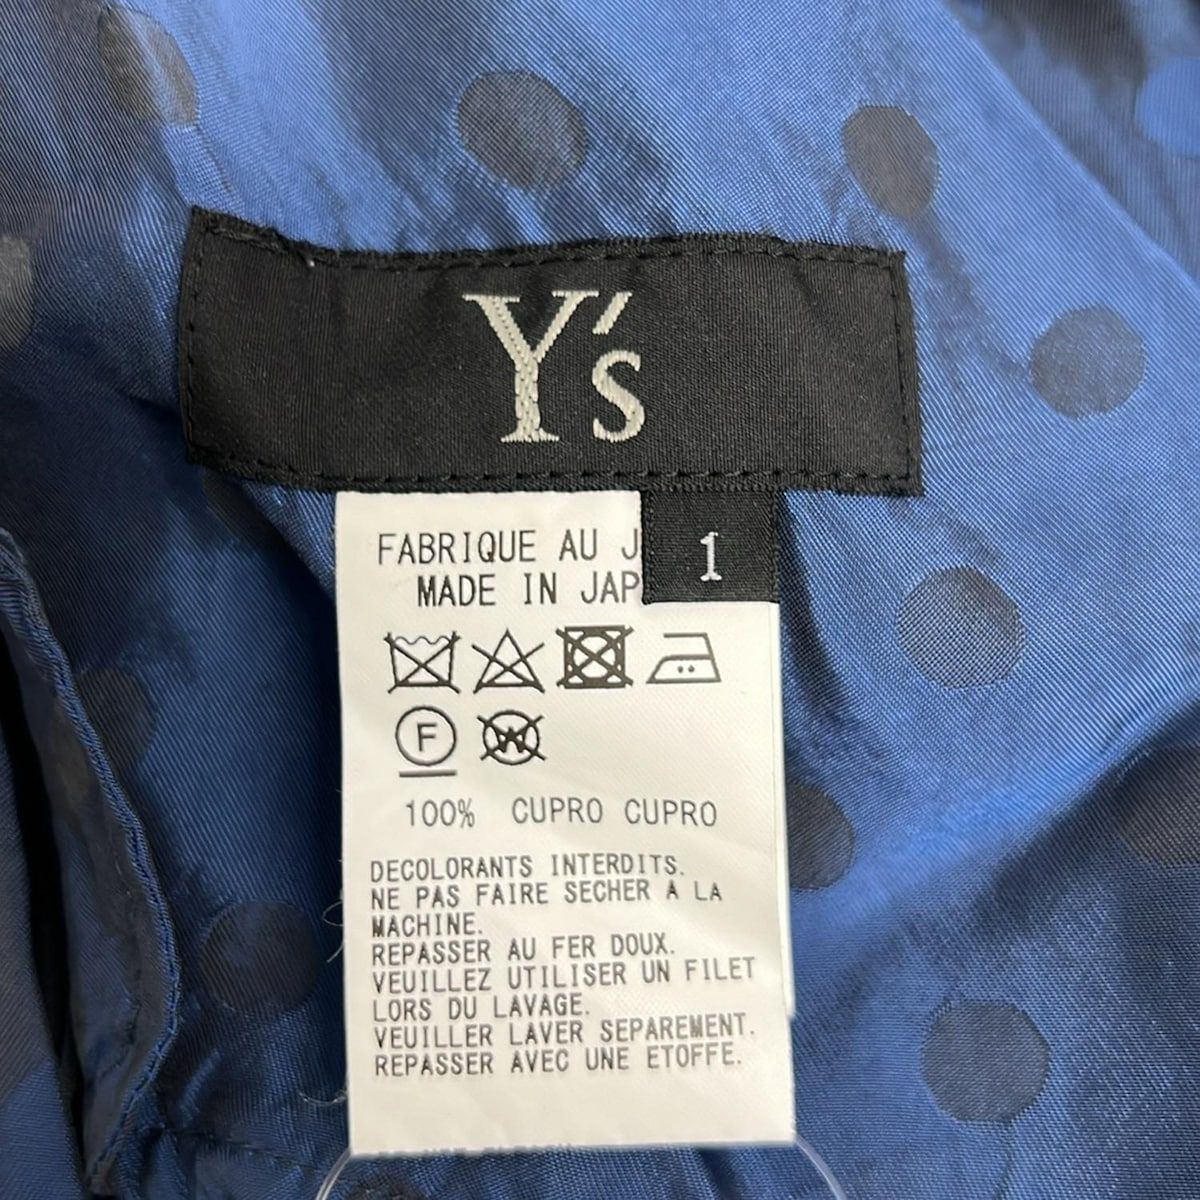 Y's
1
FABRIQUE AU
MADE IN
F
W
100% CUPRO CUPRO
DECOLORANTS INTERDITS.
NE PAS FAIRE SECHER A LA
MACHINE.
REPASSER AU FER DOUX.
VEUILLEZ UTILISER UN FILET
LORS DU LAVAGE.
VEUILLER LAVER SEPAREMENT.
REPASSER AVEC UNE ETOFFE.